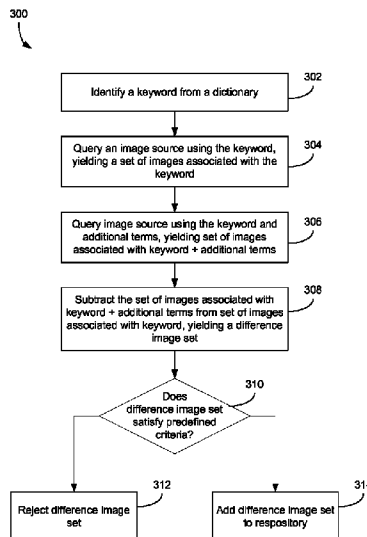 300
Identify a keyword from a dictionary
302
Query an image source using the keyword,
yielding a set of images associated with the
keyword
304
Query image source using the keyword and
additional terms, yielding set of images
associated with keyword + additional terms
306
Subtract the set of images associated with
keyword + additional terms from set of images
associated with keyword, yielding a difference
image set
308
Does
difference image set
satisfy predefined
criteria?
310
Reject difference image
set
312
Add difference image set
to respository